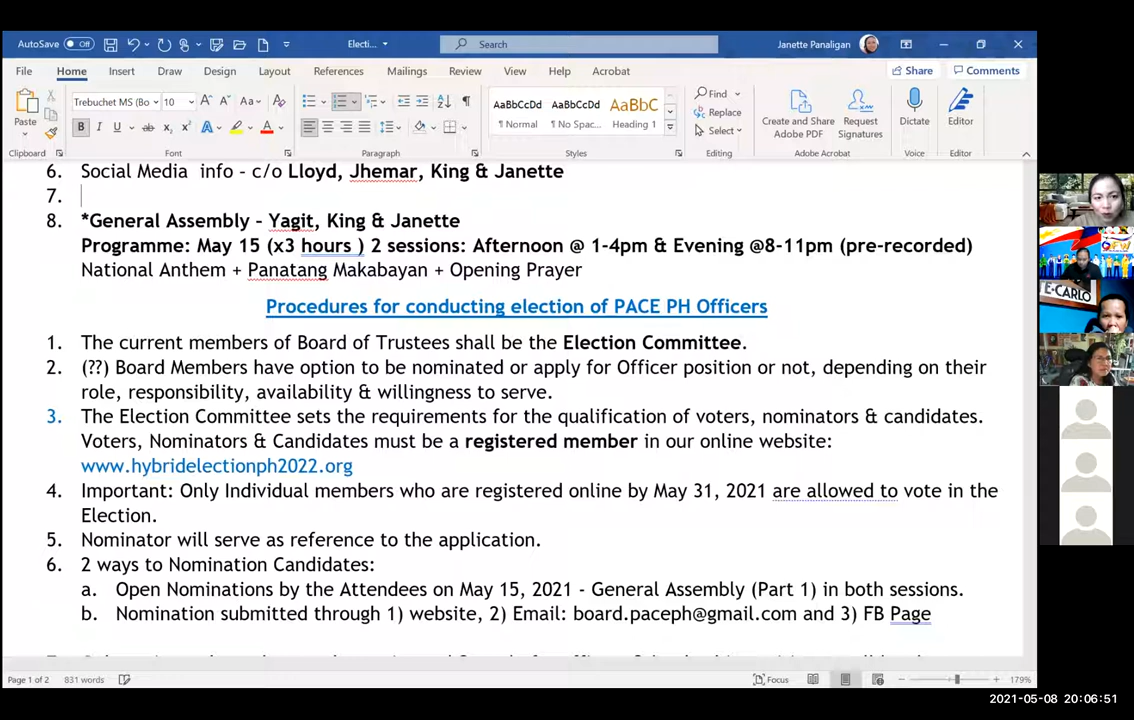 AutoSave Off Electi... Search Janette Panaligan
File Home Insert Draw Design Layout References Mailings Review View Help Acrobat Share Comments
Trebuchet MS (Bo 10 Aa AaBbCcDd AaBbCcDd AaBbC Find
Paste Replace
B I U ab x₂ x² A A ¶ Normal ¶ No Spac... Heading 1 Select
Create and Share Adobe PDF Request Signatures Dictate Editor
Clipboard Font Paragraph Styles Editing Adobe Acrobat Voice Editor
6. Social Media info - c/o Lloyd, Jhemar, King & Janette
7.
8. *General Assembly – Yagit, King & Janette
Programme: May 15 (x3 hours ) 2 sessions: Afternoon @ 1-4pm & Evening @8-11pm (pre-recorded)
National Anthem + Panatang Makabayan + Opening Prayer
Procedures for conducting election of PACE PH Officers
1. The current members of Board of Trustees shall be the Election Committee.
2. (??) Board Members have option to be nominated or apply for Officer position or not, depending on their
role, responsibility, availability & willingness to serve.
3. The Election Committee sets the requirements for the qualification of voters, nominators & candidates.
Voters, Nominators & Candidates must be a registered member in our online website:
www.hybridelectionph2022.org
4. Important: Only Individual members who are registered online by May 31, 2021 are allowed to vote in the
Election.
5. Nominator will serve as reference to the application.
6. 2 ways to Nomination Candidates:
a. Open Nominations by the Attendees on May 15, 2021 - General Assembly (Part 1) in both sessions.
b. Nomination submitted through 1) website, 2) Email: board.paceph@gmail.com and 3) FB Page
Page 1 of 2 831 words Focus 179%
E-CARLO
2021-05-08 20:06:51